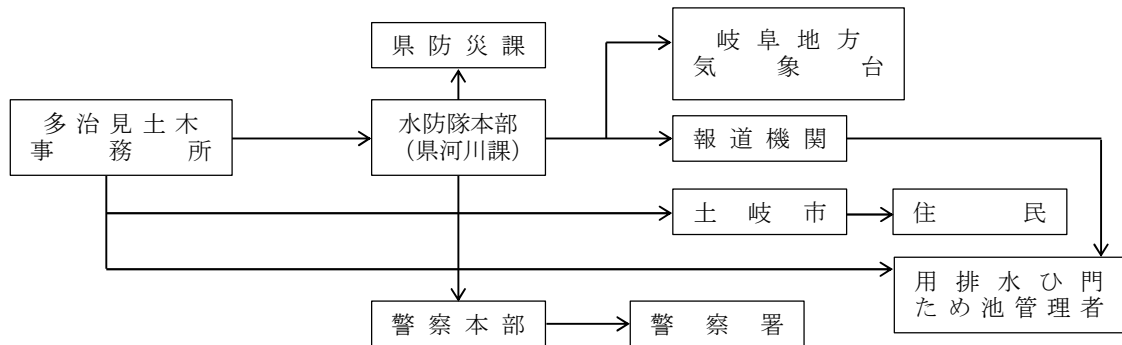 県防災課
岐阜地方
気象台
多治見土木
事務所
水防隊本部
（県河川課）
報道機関
土岐市
住民
用排水ひ門
ため池管理者
警察本部
警察署